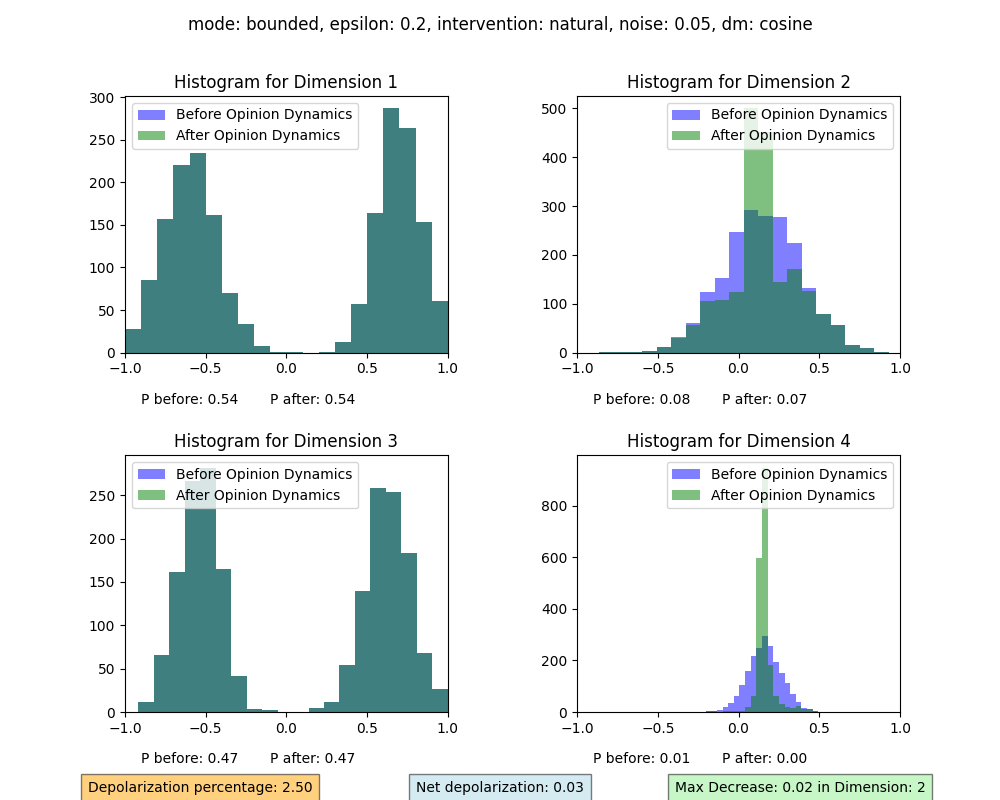 mode: bounded, epsilon: 0.2, intervention: natural, noise: 0.05, dm: cosine
Histogram for Dimension 1
Before Opinion Dynamics
After Opinion Dynamics
300
250
200
150
100
50
0
−1.0 −0.5 0.0 0.5 1.0
P before: 0.54 P after: 0.54
Histogram for Dimension 2
Before Opinion Dynamics
After Opinion Dynamics
500
400
300
200
100
0
−1.0 −0.5 0.0 0.5 1.0
P before: 0.08 P after: 0.07
Histogram for Dimension 3
Before Opinion Dynamics
After Opinion Dynamics
250
200
150
100
50
0
−1.0 −0.5 0.0 0.5 1.0
P before: 0.47 P after: 0.47
Histogram for Dimension 4
Before Opinion Dynamics
After Opinion Dynamics
800
600
400
200
0
−1.0 −0.5 0.0 0.5 1.0
P before: 0.01 P after: 0.00
Depolarization percentage: 2.50
Net depolarization: 0.03
Max Decrease: 0.02 in Dimension: 2